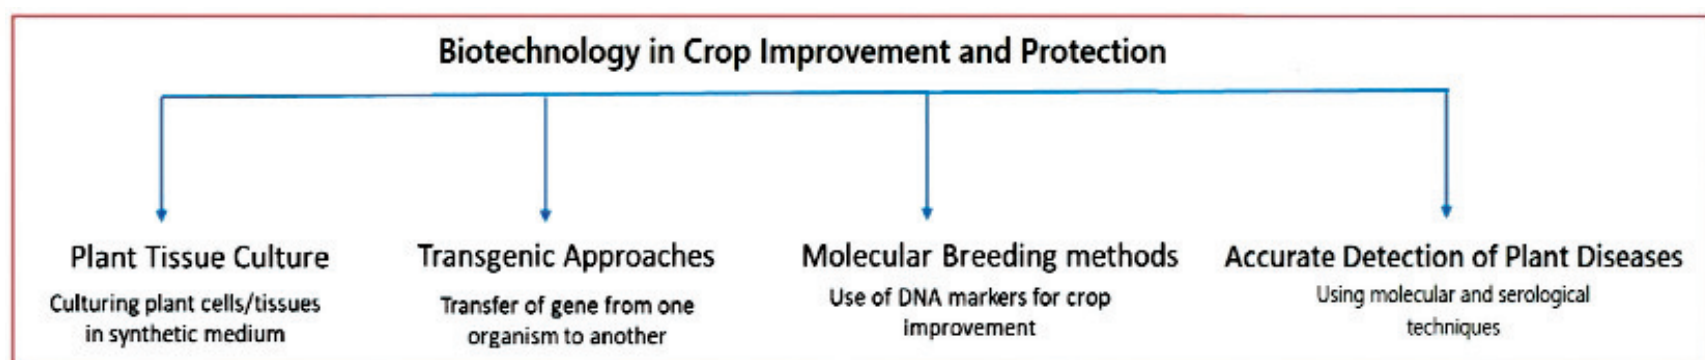 Biotechnology in Crop Improvement and Protection
Plant Tissue Culture
Culturing plant cells/tissues
in synthetic medium
Transgenic Approaches
Transfer of gene from one
organism to another
Molecular Breeding methods
Use of DNA markers for crop
improvement
Accurate Detection of Plant Diseases
Using molecular and serological
techniques